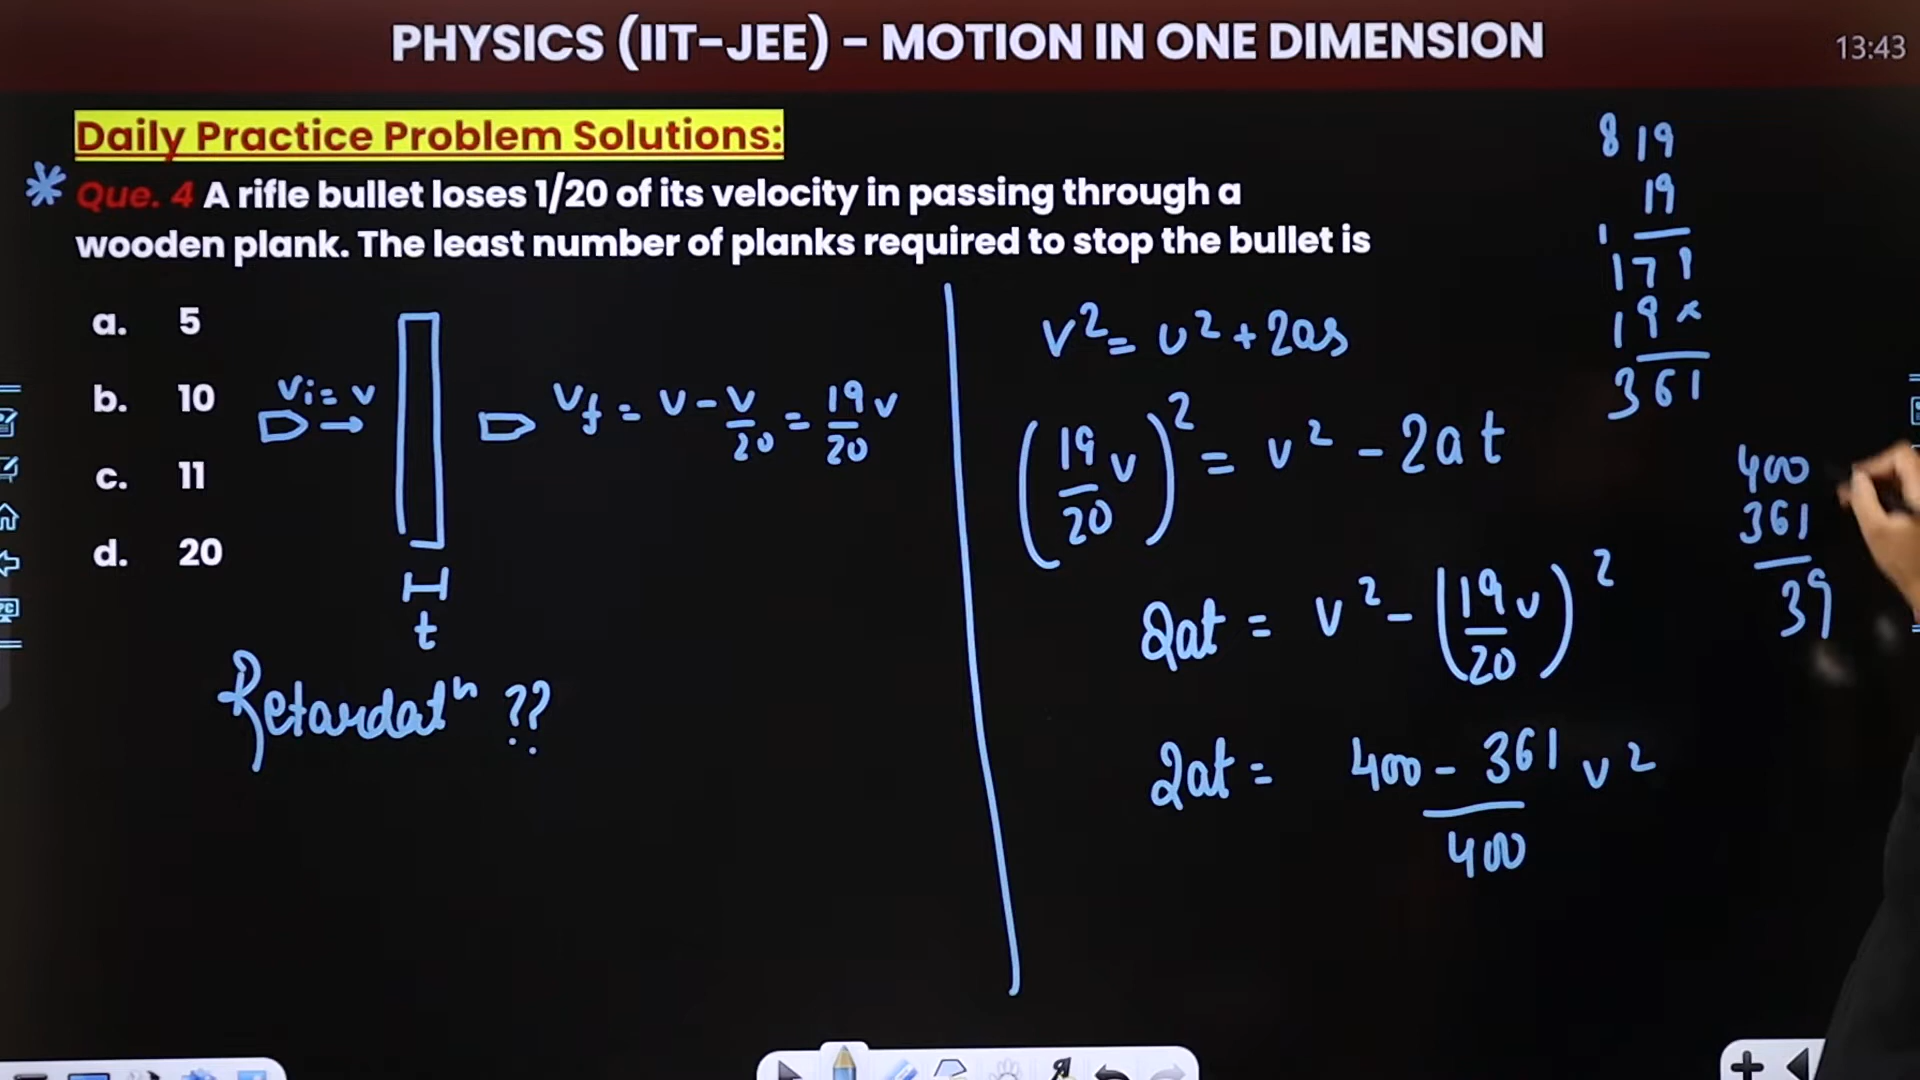 PHYSICS (IIT-JEE) - MOTION IN ONE DIMENSION
13:43
Daily Practice Problem Solutions:
* Que. 4 A rifle bullet loses 1/20 of its velocity in passing through a
wooden plank. The least number of planks required to stop the bullet is
a. 5
b. 10
c. 11
d. 20
vi = v
vf = v - v/20 = 19/20 v
t
Retardatn ??
v² = u² + 2as
(19/20 v)² = v² - 2at
2at = v² - (19/20 v)²
2at = 400 - 361/400 v²
8 19
19
1
171
19×
361
400
361
39